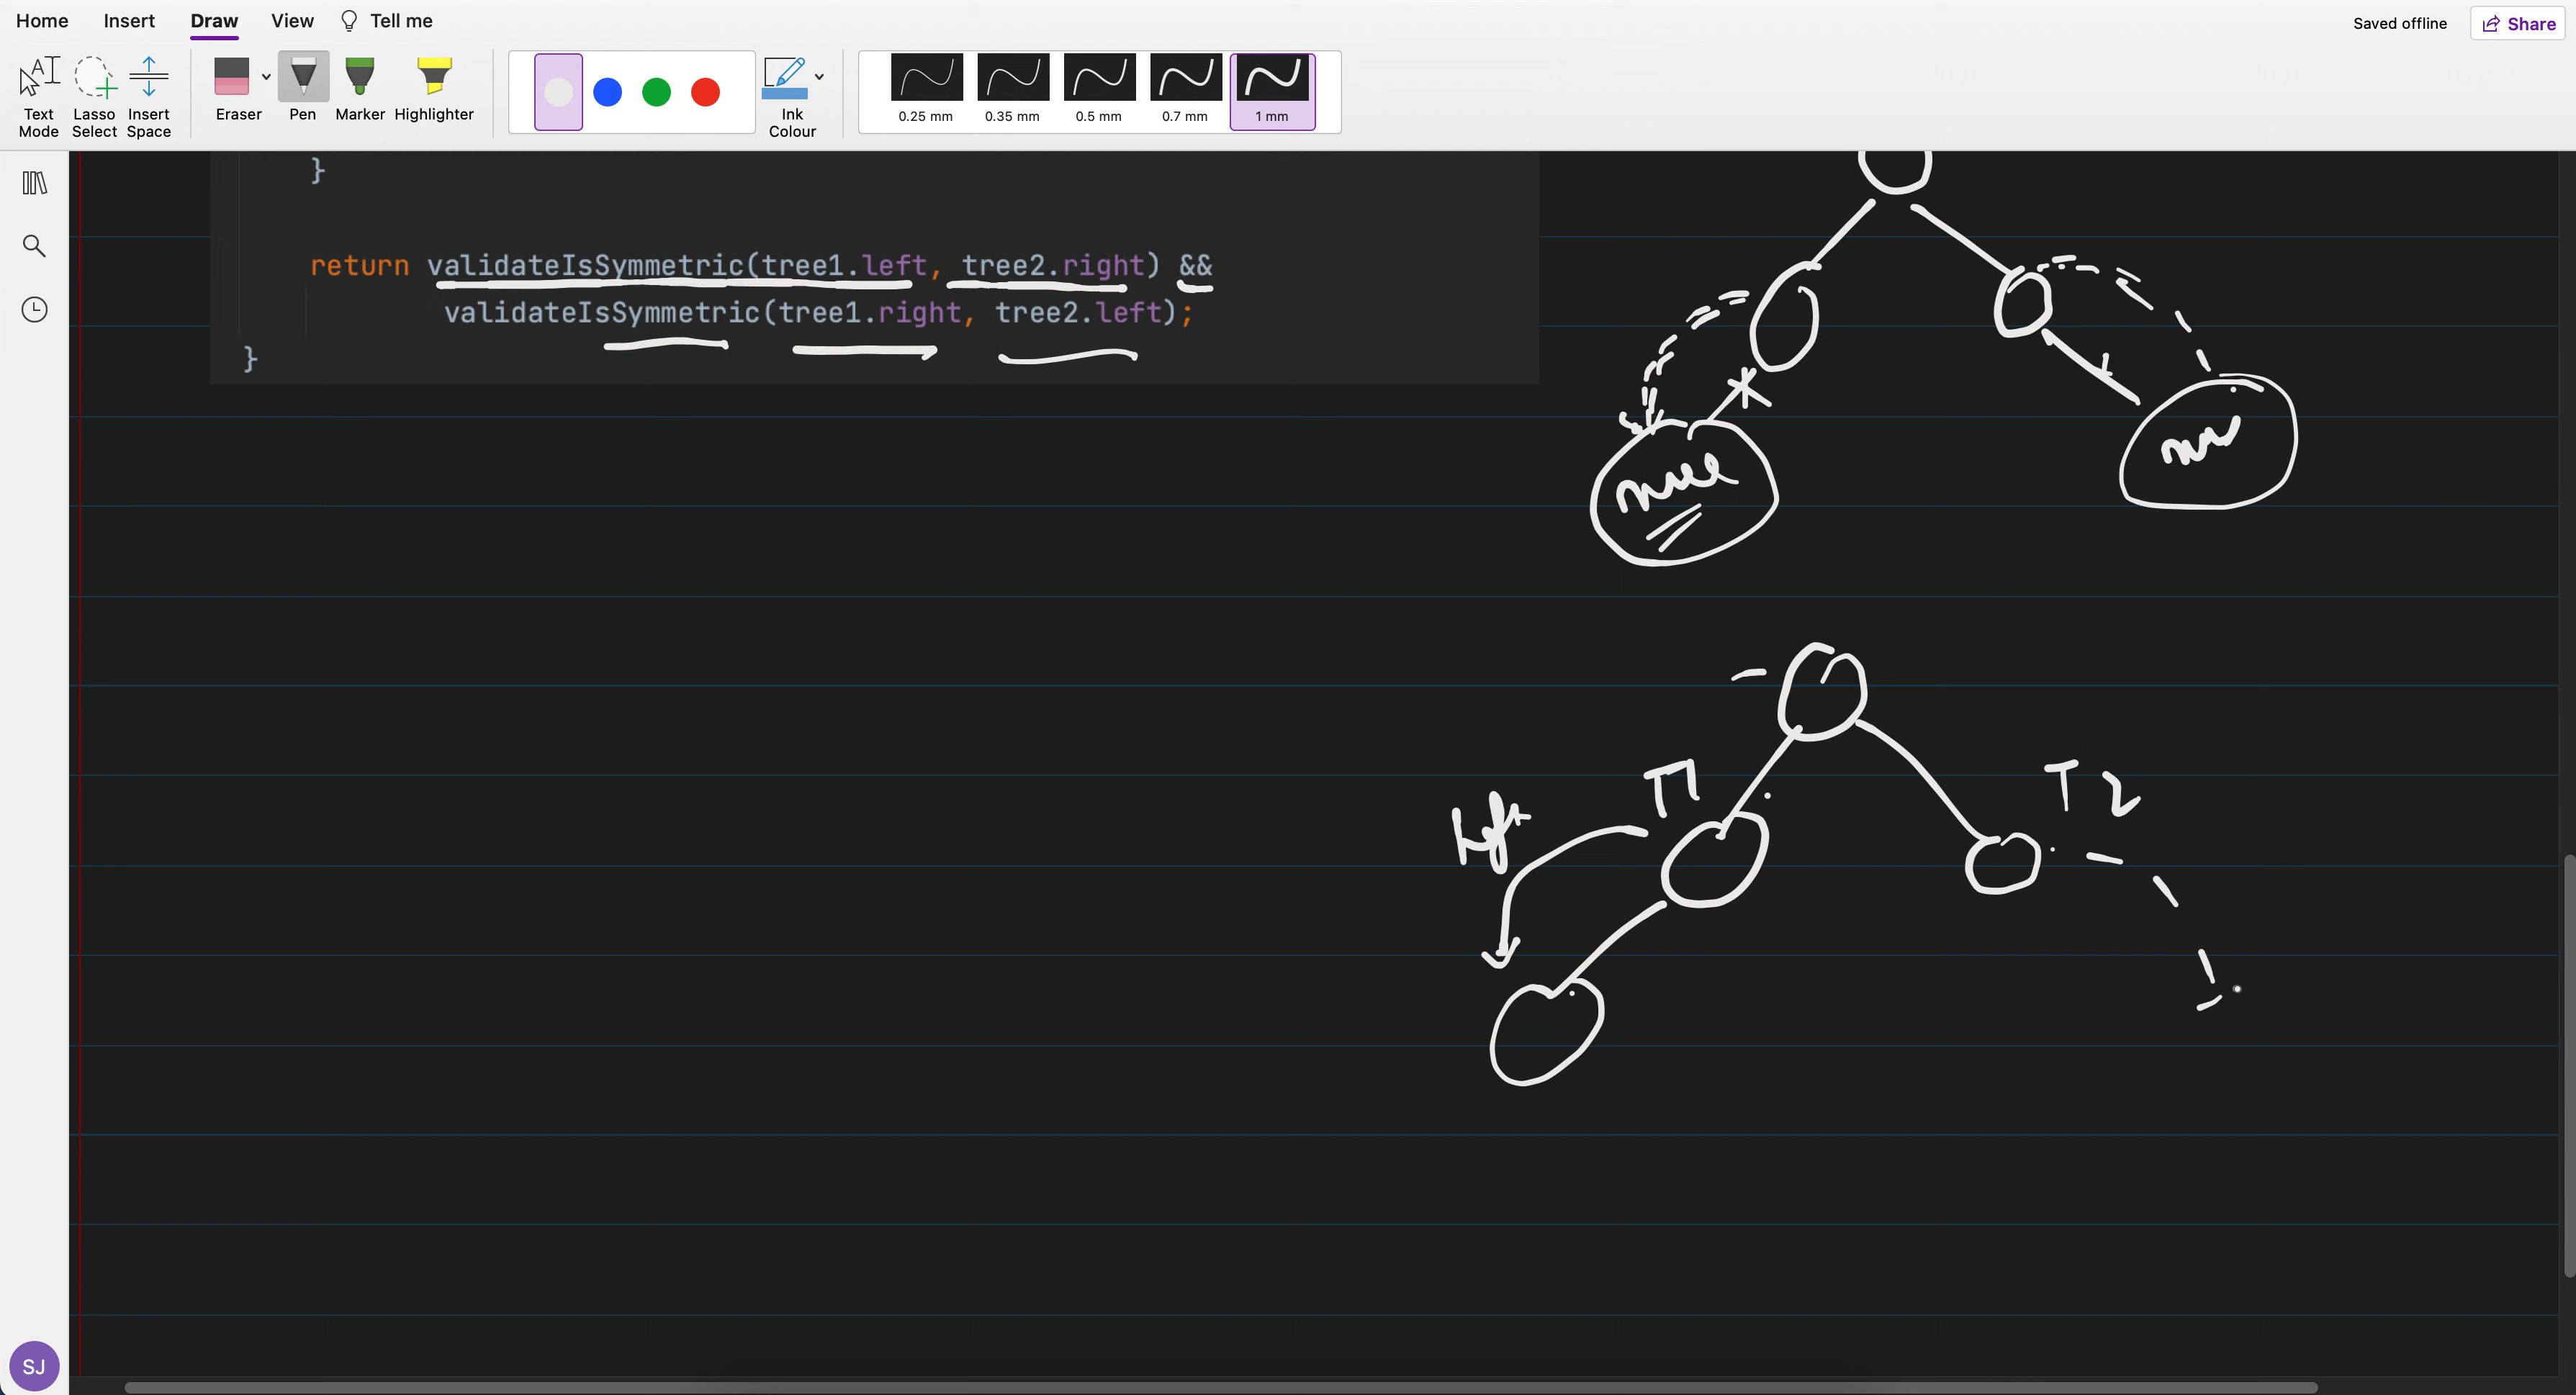 Home Insert Draw View Tell me
Saved offline Share
Text Mode
Lasso Select
Insert Space
Eraser
Pen
Marker
Highlighter
Ink Colour
0.25 mm 0.35 mm 0.5 mm 0.7 mm 1 mm
}
return validateIsSymmetric(tree1.left, tree2.right) &&
validateIsSymmetric(tree1.right, tree2.left);
}
null
T1
T2
left
SJ